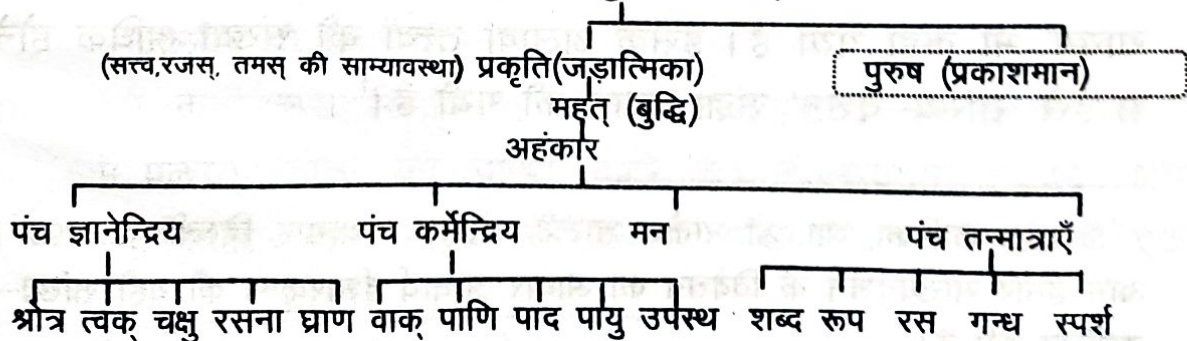 (सत्त्व,रजस्, तमस् की साम्यावस्था) प्रकृति(जड़ात्मिका) पुरुष (प्रकाशमान)
महत् (बुद्धि)
अहंकार
पंच ज्ञानेन्द्रिय पंच कर्मेन्द्रिय मन पंच तन्मात्राएँ
श्रोत्र त्वक् चक्षु रसना घ्राण वाक् पाणि पाद पायु उपस्थ शब्द रूप रस गन्ध स्पर्श